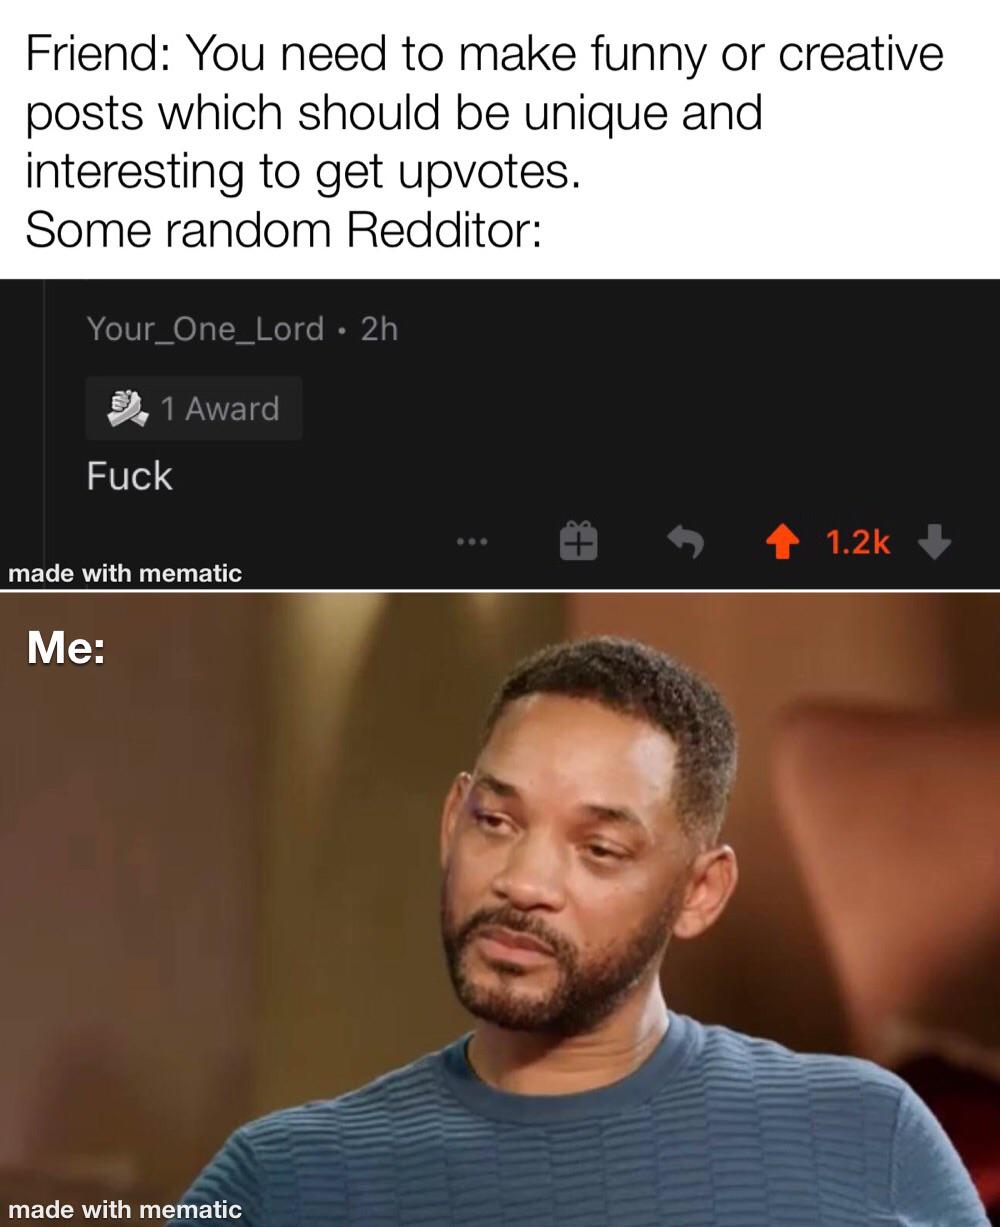 Friend: You need to make funny or creative
posts which should be unique and
interesting to get upvotes.
Some random Redditor:
Your_One_Lord • 2h
1 Award
Fuck
1.2k
made with mematic
Me:
made with mematic